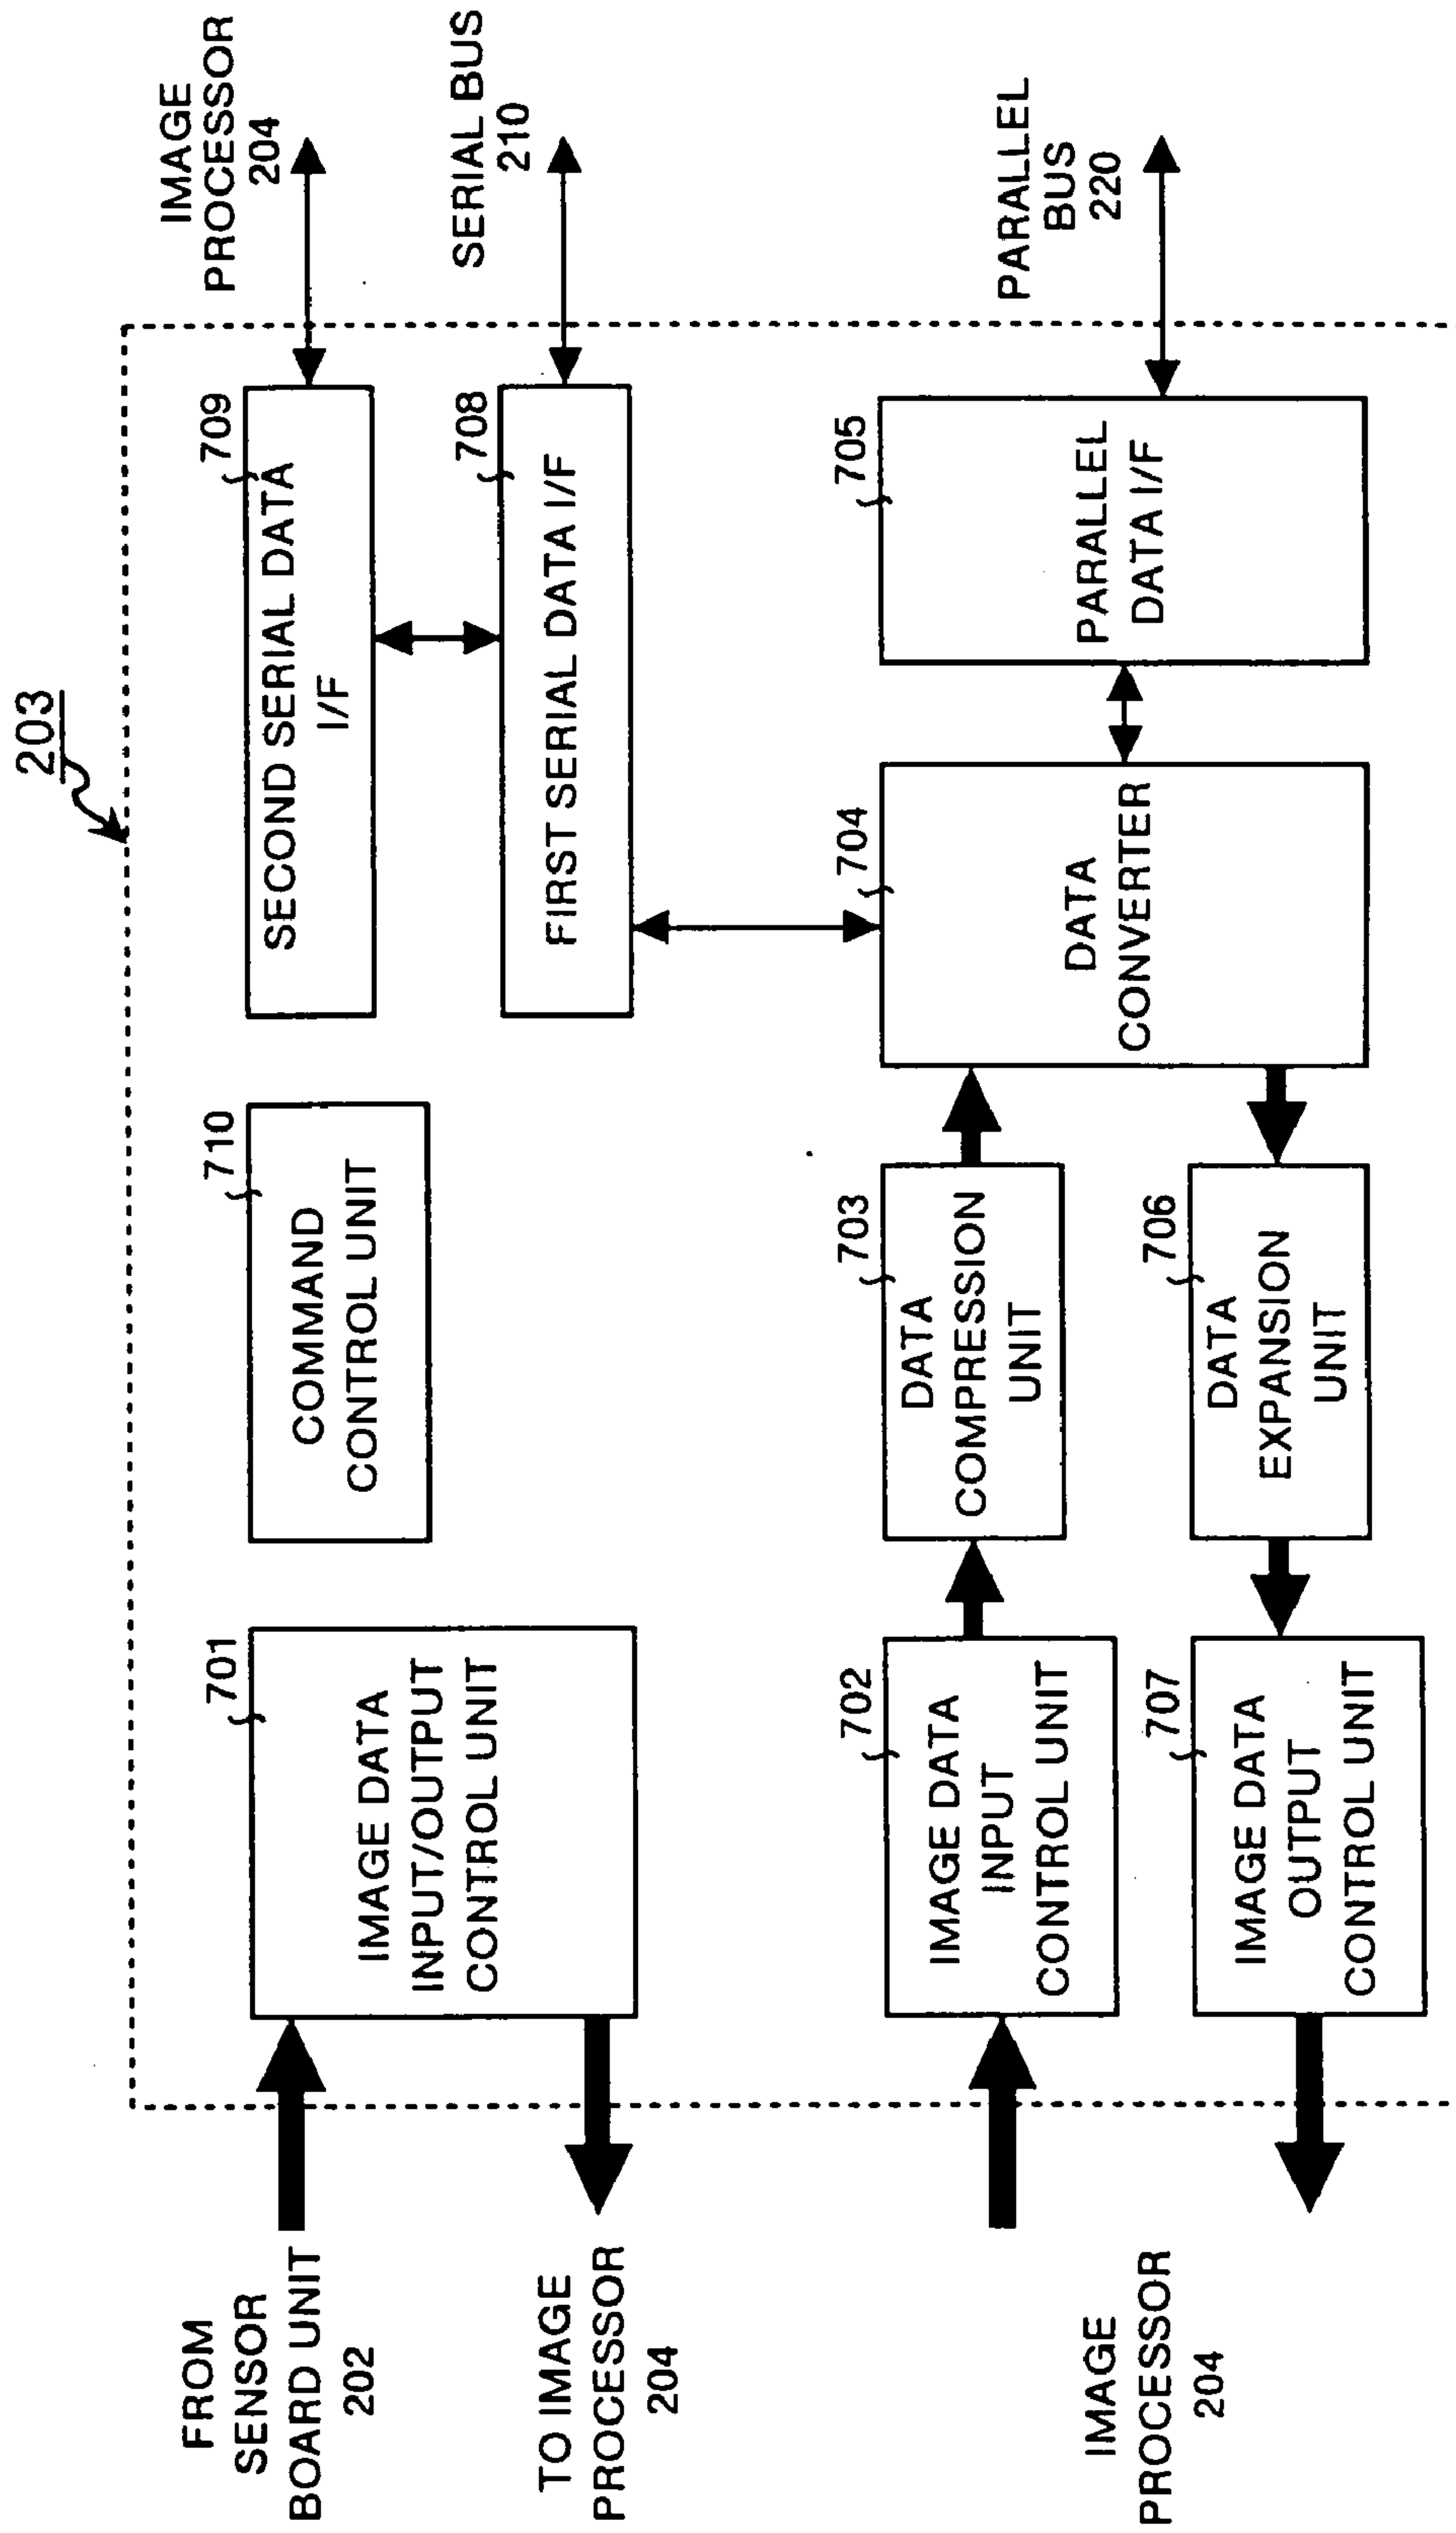 203
FROM
SENSOR
BOARD UNIT
202
TO IMAGE
PROCESSOR
204
701
IMAGE DATA
INPUT/OUTPUT
CONTROL UNIT
710
COMMAND
CONTROL UNIT
709
SECOND SERIAL DATA
I/F
IMAGE
PROCESSOR
204
708
FIRST SERIAL DATA I/F
SERIAL BUS
210
IMAGE
PROCESSOR
204
702
IMAGE DATA
INPUT
CONTROL UNIT
703
DATA
COMPRESSION
UNIT
704
DATA
CONVERTER
705
PARALLEL
DATA I/F
PARALLEL
BUS
220
707
IMAGE DATA
OUTPUT
CONTROL UNIT
706
DATA
EXPANSION
UNIT